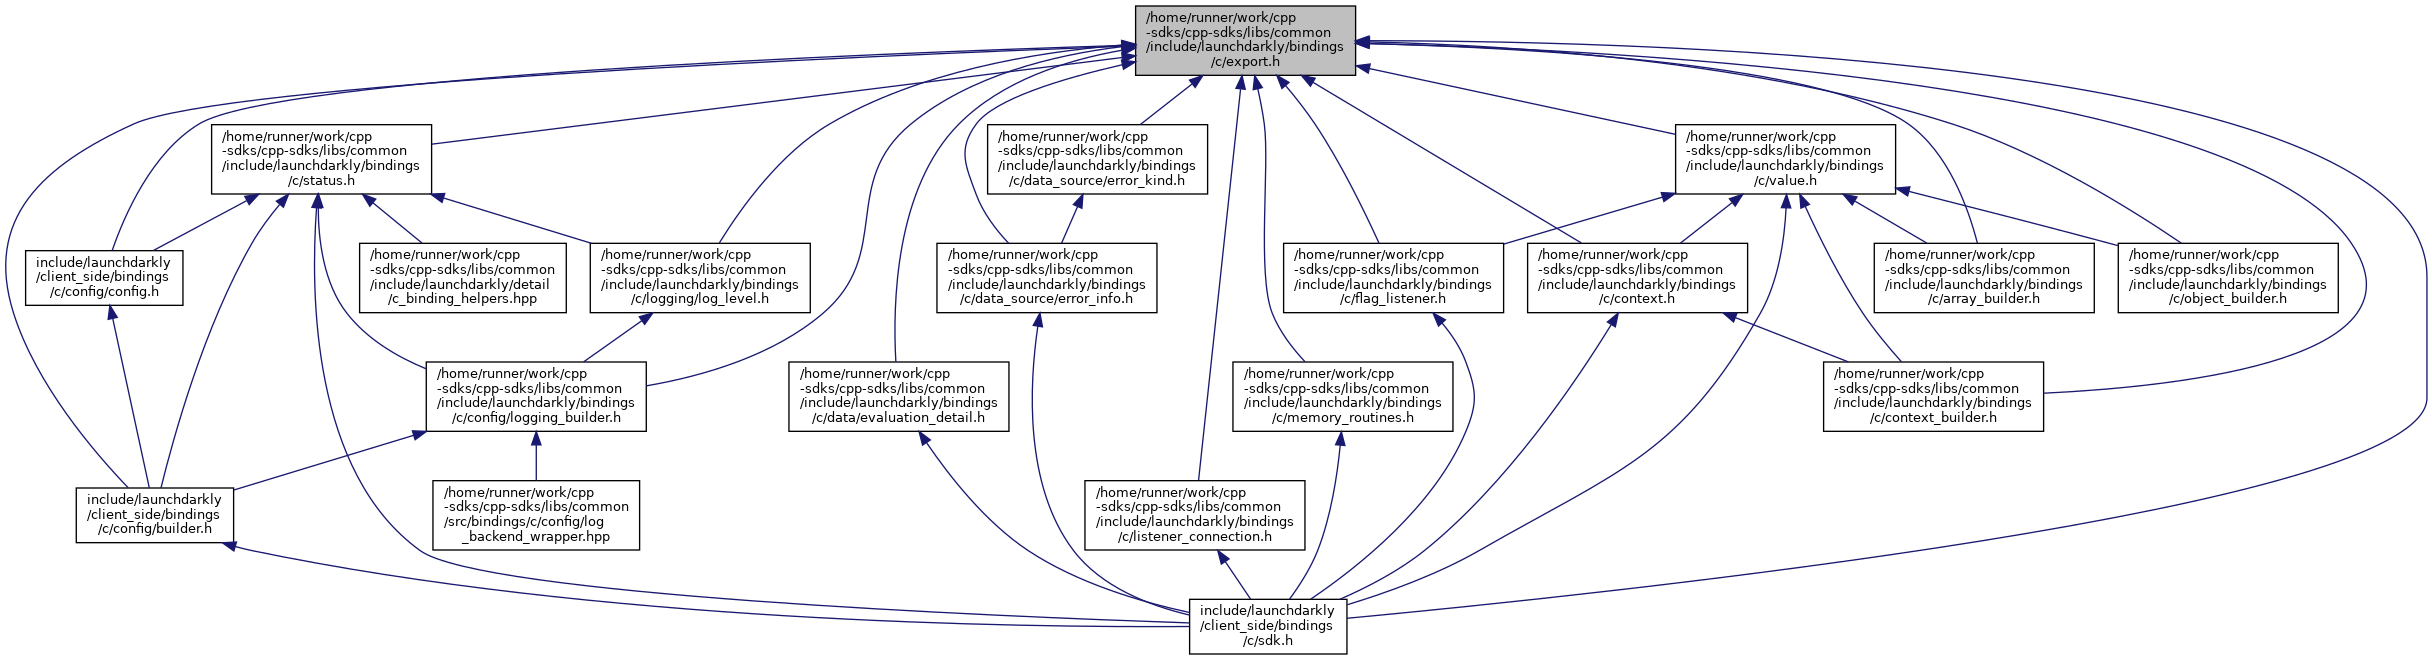 /home/runner/work/cpp
-sdks/cpp-sdks/libs/common
/include/launchdarkly/bindings
/c/export.h
/home/runner/work/cpp
-sdks/cpp-sdks/libs/common
/include/launchdarkly/bindings
/c/status.h
/home/runner/work/cpp
-sdks/cpp-sdks/libs/common
/include/launchdarkly/bindings
/c/data_source/error_kind.h
/home/runner/work/cpp
-sdks/cpp-sdks/libs/common
/include/launchdarkly/bindings
/c/value.h
include/launchdarkly
/client_side/bindings
/c/config/config.h
/home/runner/work/cpp
-sdks/cpp-sdks/libs/common
/include/launchdarkly/detail
/c_binding_helpers.hpp
/home/runner/work/cpp
-sdks/cpp-sdks/libs/common
/include/launchdarkly/bindings
/c/logging/log_level.h
/home/runner/work/cpp
-sdks/cpp-sdks/libs/common
/include/launchdarkly/bindings
/c/data_source/error_info.h
/home/runner/work/cpp
-sdks/cpp-sdks/libs/common
/include/launchdarkly/bindings
/c/flag_listener.h
/home/runner/work/cpp
-sdks/cpp-sdks/libs/common
/include/launchdarkly/bindings
/c/context.h
/home/runner/work/cpp
-sdks/cpp-sdks/libs/common
/include/launchdarkly/bindings
/c/array_builder.h
/home/runner/work/cpp
-sdks/cpp-sdks/libs/common
/include/launchdarkly/bindings
/c/object_builder.h
/home/runner/work/cpp
-sdks/cpp-sdks/libs/common
/include/launchdarkly/bindings
/c/config/logging_builder.h
/home/runner/work/cpp
-sdks/cpp-sdks/libs/common
/include/launchdarkly/bindings
/c/data/evaluation_detail.h
/home/runner/work/cpp
-sdks/cpp-sdks/libs/common
/include/launchdarkly/bindings
/c/memory_routines.h
/home/runner/work/cpp
-sdks/cpp-sdks/libs/common
/include/launchdarkly/bindings
/c/context_builder.h
include/launchdarkly
/client_side/bindings
/c/config/builder.h
/home/runner/work/cpp
-sdks/cpp-sdks/libs/common
/src/bindings/c/config/log
_backend_wrapper.hpp
/home/runner/work/cpp
-sdks/cpp-sdks/libs/common
/include/launchdarkly/bindings
/c/listener_connection.h
include/launchdarkly
/client_side/bindings
/c/sdk.h